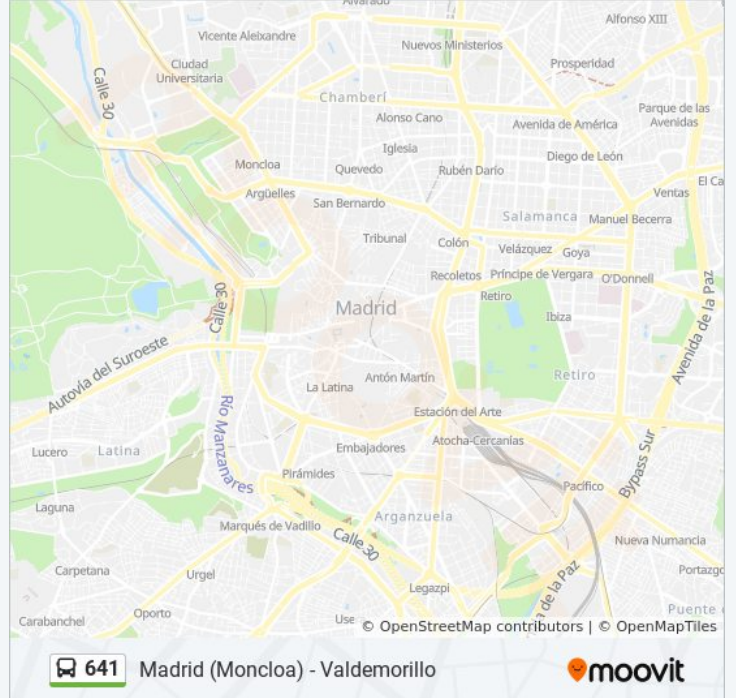 Alvarado
Alfonso XIII
Vicente Aleixandre
Nuevos Ministerios
Ciudad
Universitaria
Prosperidad
Calle 30
Chamberí
Parque de las
Avenidas
Alonso Cano
Avenida de América
Iglesia
Diego de León
Moncloa
Quevedo
Rubén Darío
El Ca
Argüelles
Ventas
San Bernardo
Salamanca
Manuel Becerra
Tribunal
Colón
Velázquez
Goya
Recoletos
Príncipe de Vergara
O'Donnell
Calle 30
Retiro
Madrid
Ibiza
Avenida de la Paz
Autovía del Suroeste
Antón Martín
Retiro
La Latina
Estación del Arte
Río Manzanares
Atocha-Cercanías
Lucero
Latina
Embajadores
Bypass Sur
Pirámides
Pacífico
Laguna
Arganzuela
Marqués de Vadillo
Calle 30
Nueva Numancia
Carpetana
Urgel
Portazgo
Legazpi
a de la Paz
Oporto
Puente
Carabanchel
Use
© OpenStreetMap contributors | © OpenMapTiles
641 Madrid (Moncloa) - Valdemorillo
moovit